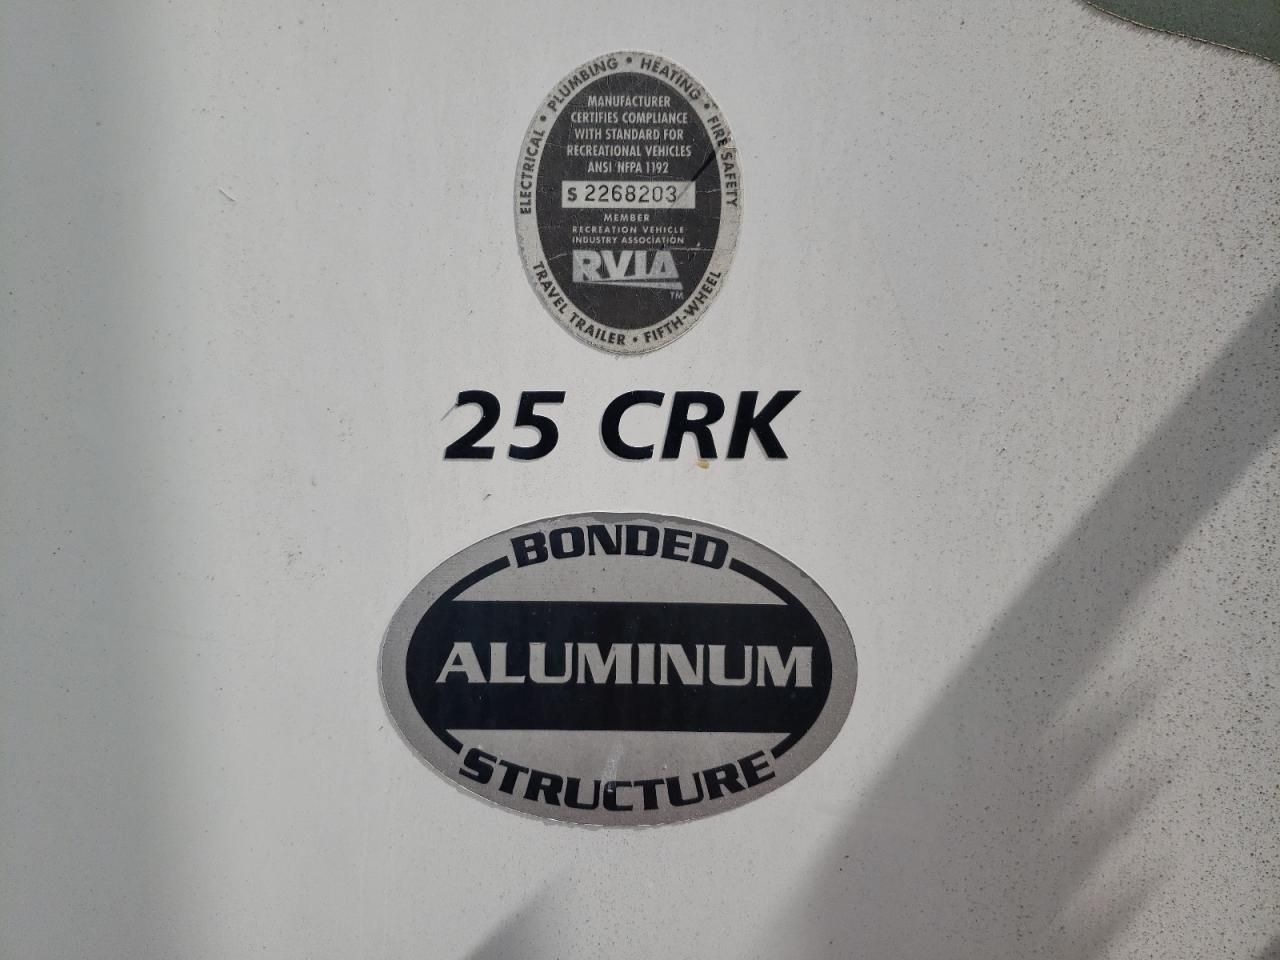 ELECTRICAL • PLUMBING • HEATING • FIRE SAFETY
MANUFACTURER
CERTIFIES COMPLIANCE
WITH STANDARD FOR
RECREATIONAL VEHICLES
ANSI NFPA 1192
S 2268203
MEMBER
RECREATION VEHICLE
INDUSTRY ASSOCIATION
RVIA
TM
TRAVEL TRAILER • FIFTH-WHEEL
25 CRK
BONDED
ALUMINUM
STRUCTURE